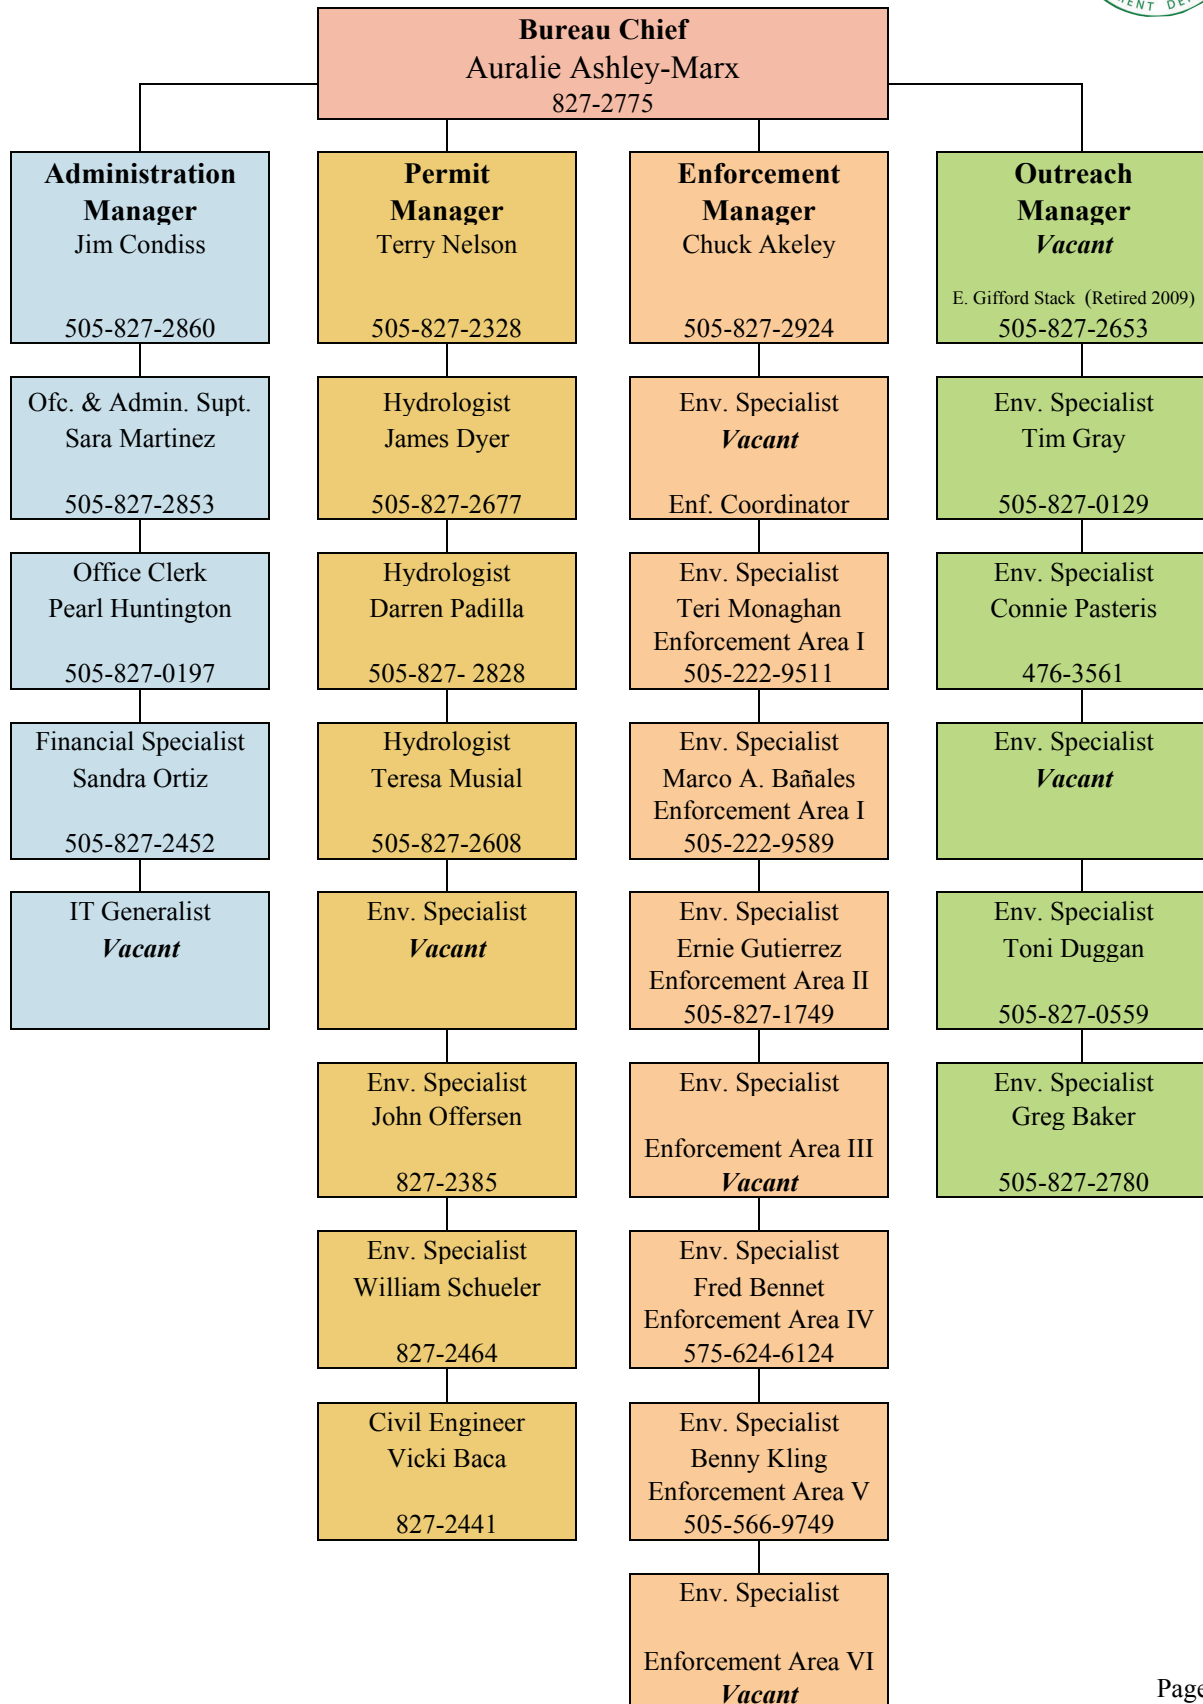 MENT DEP
Bureau Chief
Auralie Ashley-Marx
827-2775
Administration
Manager
Jim Condiss
505-827-2860
Ofc. & Admin. Supt.
Sara Martinez
505-827-2853
Office Clerk
Pearl Huntington
505-827-0197
Financial Specialist
Sandra Ortiz
505-827-2452
IT Generalist
Vacant
Permit
Manager
Terry Nelson
505-827-2328
Hydrologist
James Dyer
505-827-2677
Hydrologist
Darren Padilla
505-827- 2828
Hydrologist
Teresa Musial
505-827-2608
Env. Specialist
Vacant
Env. Specialist
John Offersen
827-2385
Env. Specialist
William Schueler
827-2464
Civil Engineer
Vicki Baca
827-2441
Enforcement
Manager
Chuck Akeley
505-827-2924
Env. Specialist
Vacant
Enf. Coordinator
Env. Specialist
Teri Monaghan
Enforcement Area I
505-222-9511
Env. Specialist
Marco A. Bañales
Enforcement Area I
505-222-9589
Env. Specialist
Ernie Gutierrez
Enforcement Area II
505-827-1749
Env. Specialist
Enforcement Area III
Vacant
Env. Specialist
Fred Bennet
Enforcement Area IV
575-624-6124
Env. Specialist
Benny Kling
Enforcement Area V
505-566-9749
Env. Specialist
Enforcement Area VI
Vacant
Outreach
Manager
Vacant
E. Gifford Stack (Retired 2009)
505-827-2653
Env. Specialist
Tim Gray
505-827-0129
Env. Specialist
Connie Pasteris
476-3561
Env. Specialist
Vacant
Env. Specialist
Toni Duggan
505-827-0559
Env. Specialist
Greg Baker
505-827-2780
Page